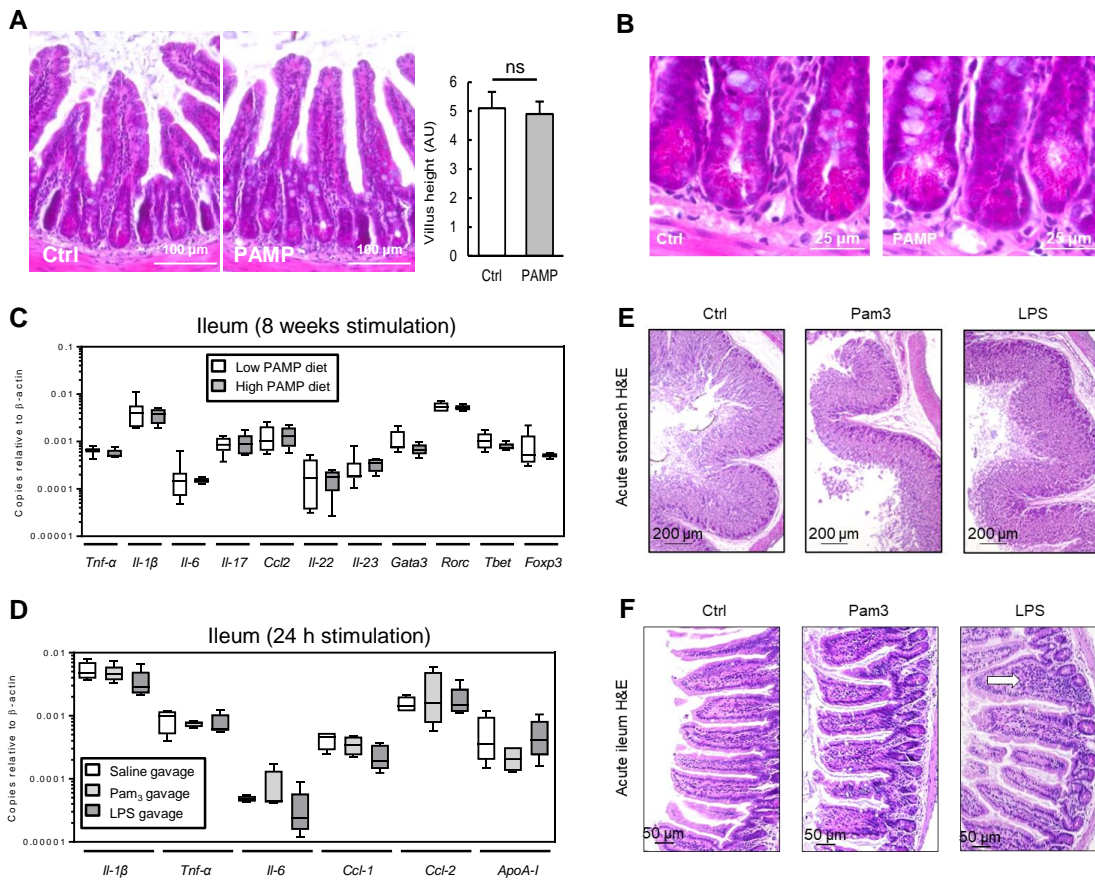 A
Ctrl
100 µm
PAMP
100 µm
ns
Villus height (AU)
6
5
4
3
2
1
0
Ctrl
PAMP
B
Ctrl
25 µm
PAMP
25 µm
C
Ileum (8 weeks stimulation)
Copies relative to β-actin
0.1
0.01
0.001
0.0001
0.00001
Low PAMP diet
High PAMP diet
Tnf-α Il-1β Il-6 Il-17 Ccl2 Il-22 Il-23 Gata3 Rorc Tbet Foxp3
D
Ileum (24 h stimulation)
Copies relative to β-actin
0.01
0.001
0.0001
0.00001
Saline gavage
Pam3 gavage
LPS gavage
Il-1β Tnf-α Il-6 Ccl-1 Ccl-2 ApoA-I
E
Ctrl
Pam3
LPS
Acute stomach H&E
200 µm
200 µm
200 µm
F
Ctrl
Pam3
LPS
Acute ileum H&E
50 µm
50 µm
50 µm